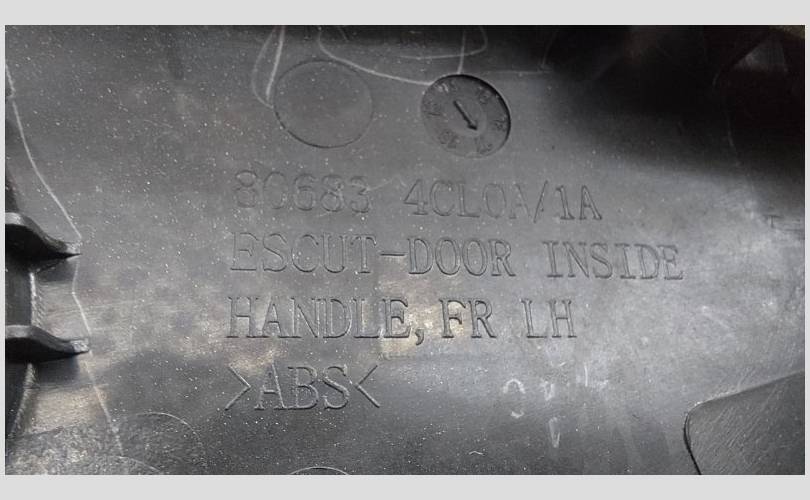 80683 4CL0A/1A
ESCUT-DOOR INSIDE
HANDLE, FR LH
>ABS<